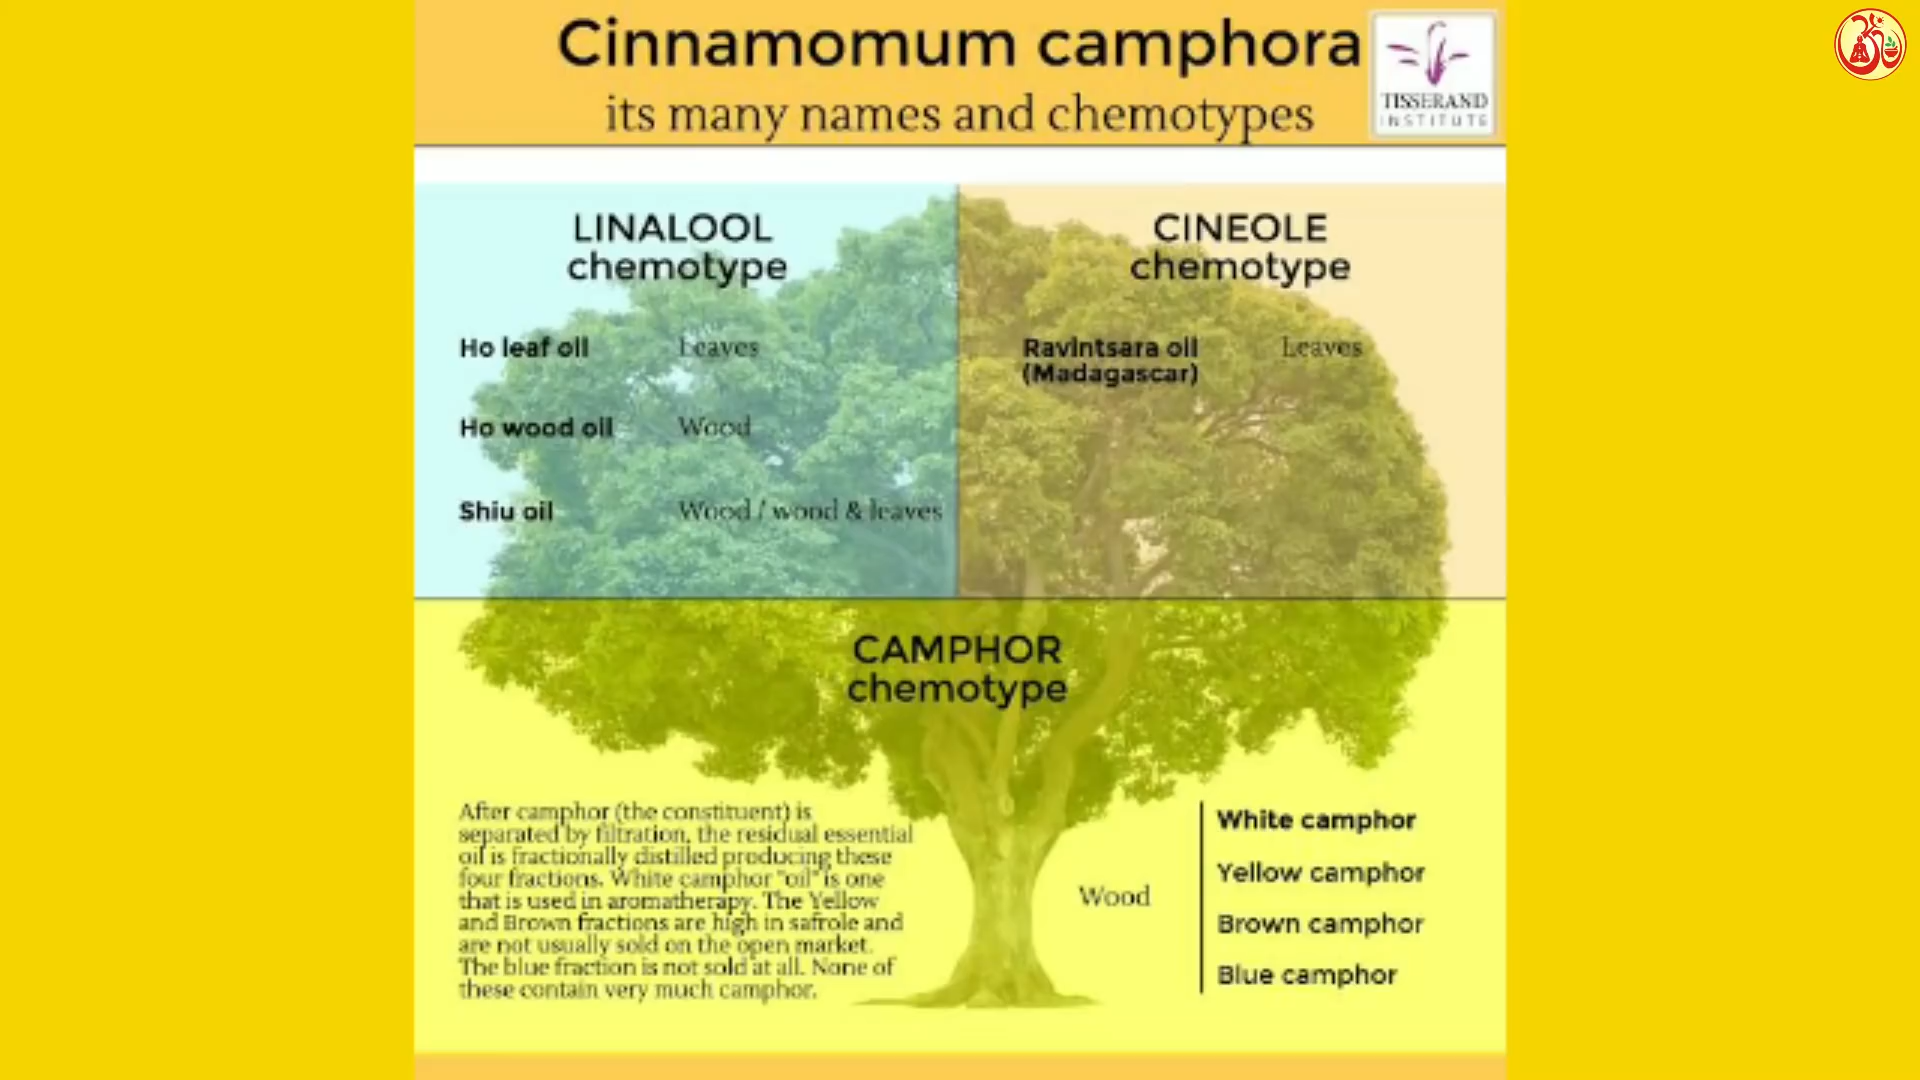 Cinnamomum camphora
its many names and chemotypes
TISSERAND
INSTITUTE
LINALOOL
chemotype
Ho leaf oil Leaves
Ho wood oil Wood
Shiu oil Wood / wood & leaves
CINEOLE
chemotype
Ravintsara oil Leaves
(Madagascar)
CAMPHOR
chemotype
After camphor (the constituent) is
separated by filtration, the residual essential
oil is fractionally distilled producing these
four fractions. White camphor "oil" is one
that is used in aromatherapy. The Yellow
and Brown fractions are high in safrole and
are not usually sold on the open market.
The blue fraction is not sold at all. None of
these contain very much camphor.
Wood
White camphor
Yellow camphor
Brown camphor
Blue camphor